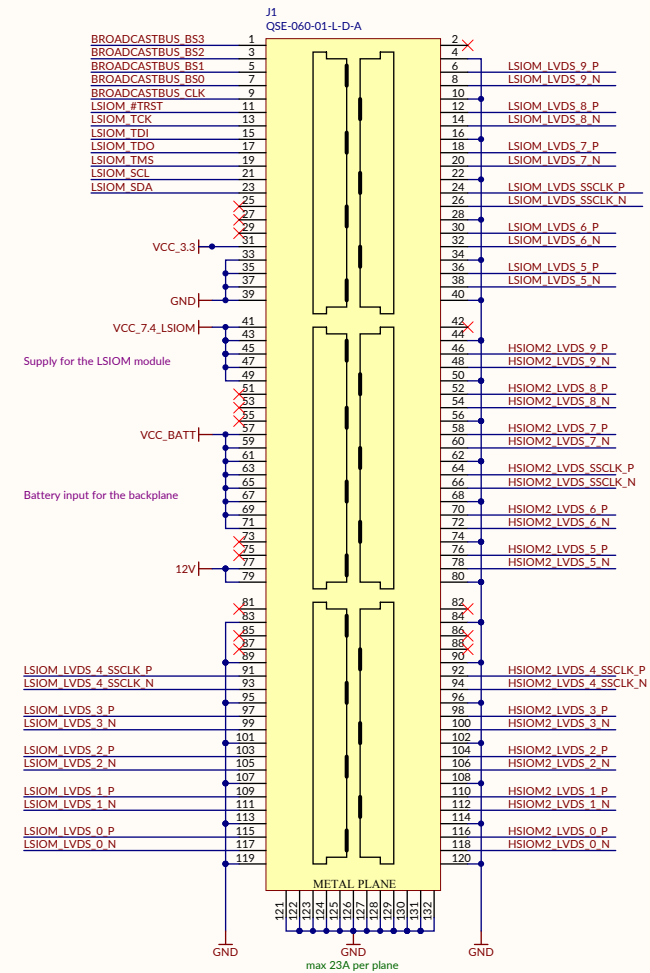 J1
QSE-060-01-L-D-A
BROADCASTBUS_BS3 1 2
BROADCASTBUS_BS2 3 4
BROADCASTBUS_BS1 5 6 LSIOM_LVDS_9_P
BROADCASTBUS_BS0 7 8 LSIOM_LVDS_9_N
BROADCASTBUS_CLK 9 10
LSIOM_#TRST 11 12 LSIOM_LVDS_8_P
LSIOM_TCK 13 14 LSIOM_LVDS_8_N
LSIOM_TDI 15 16
LSIOM_TDO 17 18 LSIOM_LVDS_7_P
LSIOM_TMS 19 20 LSIOM_LVDS_7_N
LSIOM_SCL 21 22
LSIOM_SDA 23 24 LSIOM_LVDS_SSCLK_P
25 26 LSIOM_LVDS_SSCLK_N
27 28
29 30 LSIOM_LVDS_6_P
VCC_3.3 31 32 LSIOM_LVDS_6_N
33 34
35 36 LSIOM_LVDS_5_P
37 38 LSIOM_LVDS_5_N
GND 39 40
VCC_7.4_LSIOM 41 42
43 44
45 46 HSIOM2_LVDS_9_P
Supply for the LSIOM module 47 48 HSIOM2_LVDS_9_N
49 50
51 52 HSIOM2_LVDS_8_P
53 54 HSIOM2_LVDS_8_N
55 56
VCC_BATT 57 58 HSIOM2_LVDS_7_P
59 60 HSIOM2_LVDS_7_N
61 62
63 64 HSIOM2_LVDS_SSCLK_P
65 66 HSIOM2_LVDS_SSCLK_N
Battery input for the backplane 67 68
69 70 HSIOM2_LVDS_6_P
71 72 HSIOM2_LVDS_6_N
73 74
75 76 HSIOM2_LVDS_5_P
12V 77 78 HSIOM2_LVDS_5_N
79 80
81 82
83 84
85 86
87 88
89 90
LSIOM_LVDS_4_SSCLK_P 91 92 HSIOM2_LVDS_4_SSCLK_P
LSIOM_LVDS_4_SSCLK_N 93 94 HSIOM2_LVDS_4_SSCLK_N
95 96
LSIOM_LVDS_3_P 97 98 HSIOM2_LVDS_3_P
LSIOM_LVDS_3_N 99 100 HSIOM2_LVDS_3_N
101 102
LSIOM_LVDS_2_P 103 104 HSIOM2_LVDS_2_P
LSIOM_LVDS_2_N 105 106 HSIOM2_LVDS_2_N
107 108
LSIOM_LVDS_1_P 109 110 HSIOM2_LVDS_1_P
LSIOM_LVDS_1_N 111 112 HSIOM2_LVDS_1_N
113 114
LSIOM_LVDS_0_P 115 116 HSIOM2_LVDS_0_P
LSIOM_LVDS_0_N 117 118 HSIOM2_LVDS_0_N
119 120
METAL PLANE
121 122 123 124 125 126 127 128 129 130 131 132
GND GND GND
max 23A per plane